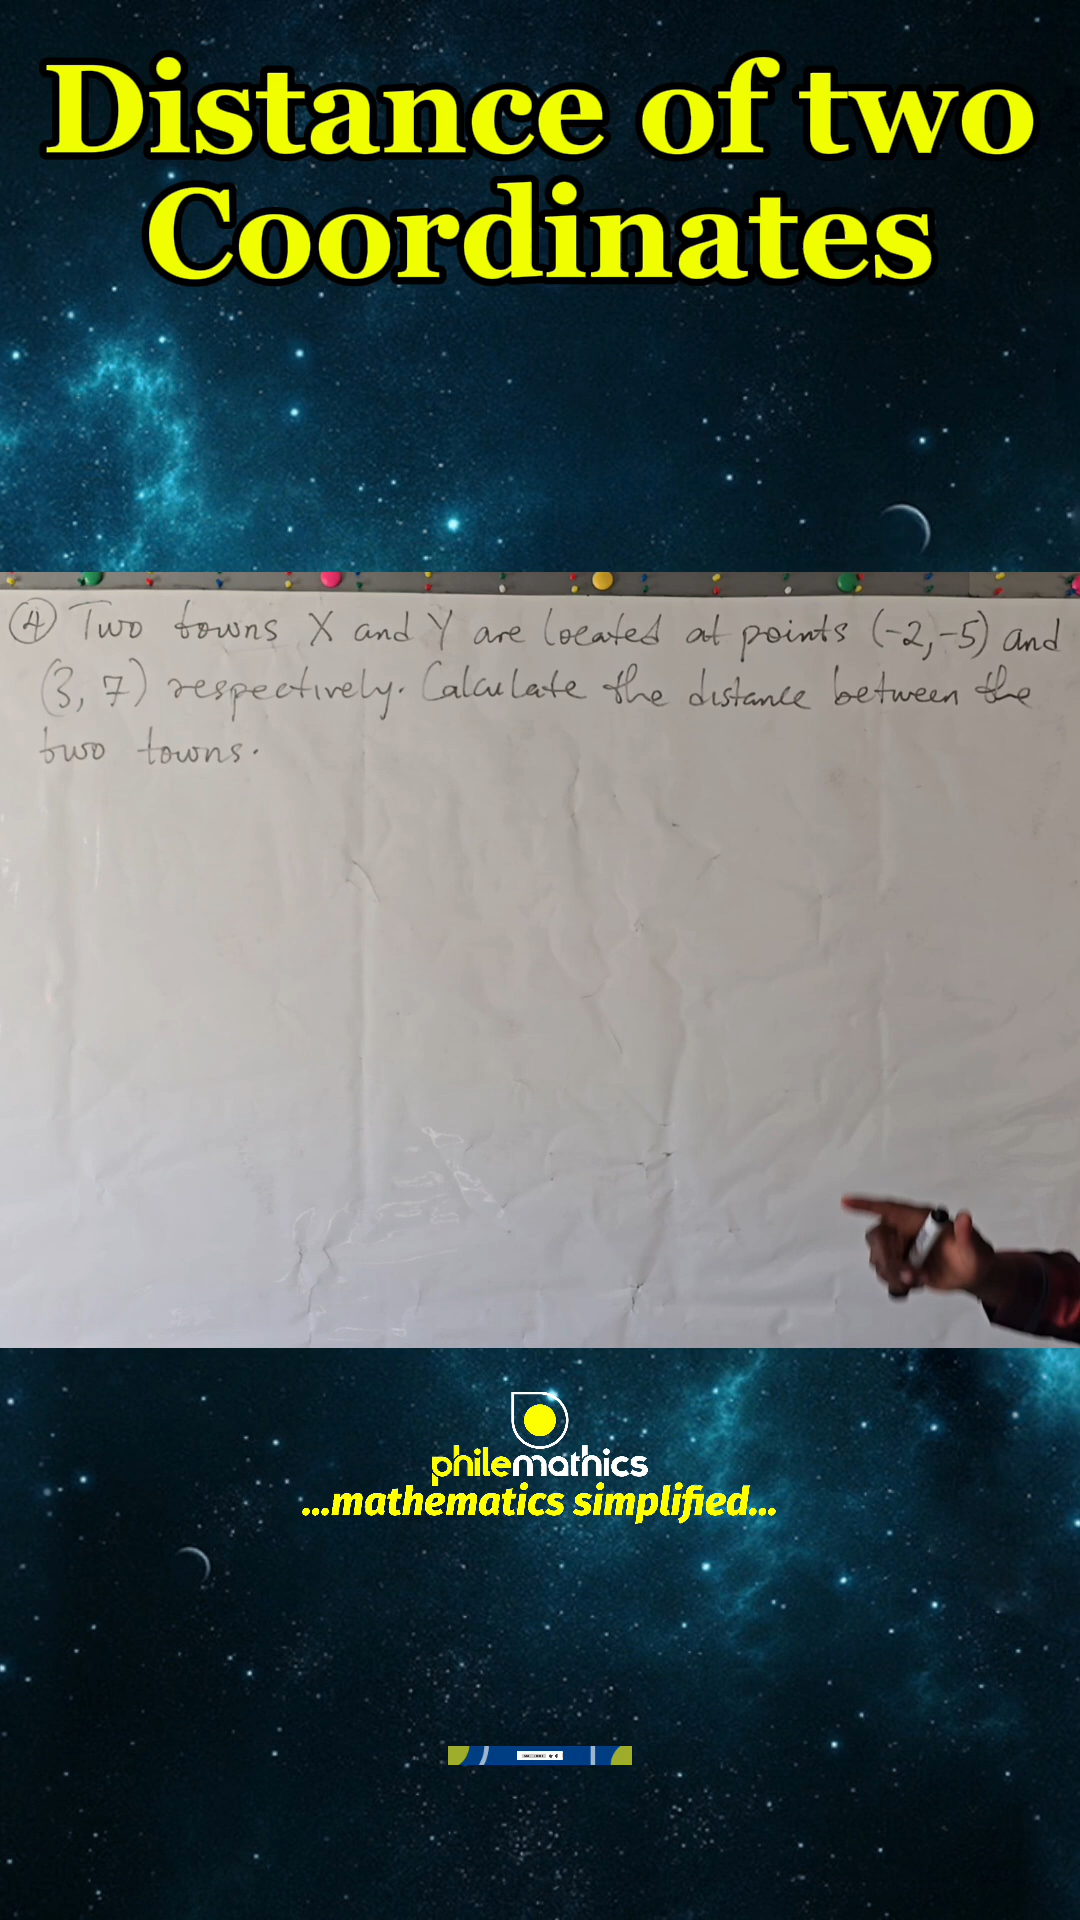 Distance of two
Coordinates
④ Two towns X and Y are located at points (-2,-5) and
(3, 7) respectively. Calculate the distance between the
two towns.
philemathics
...mathematics simplified...